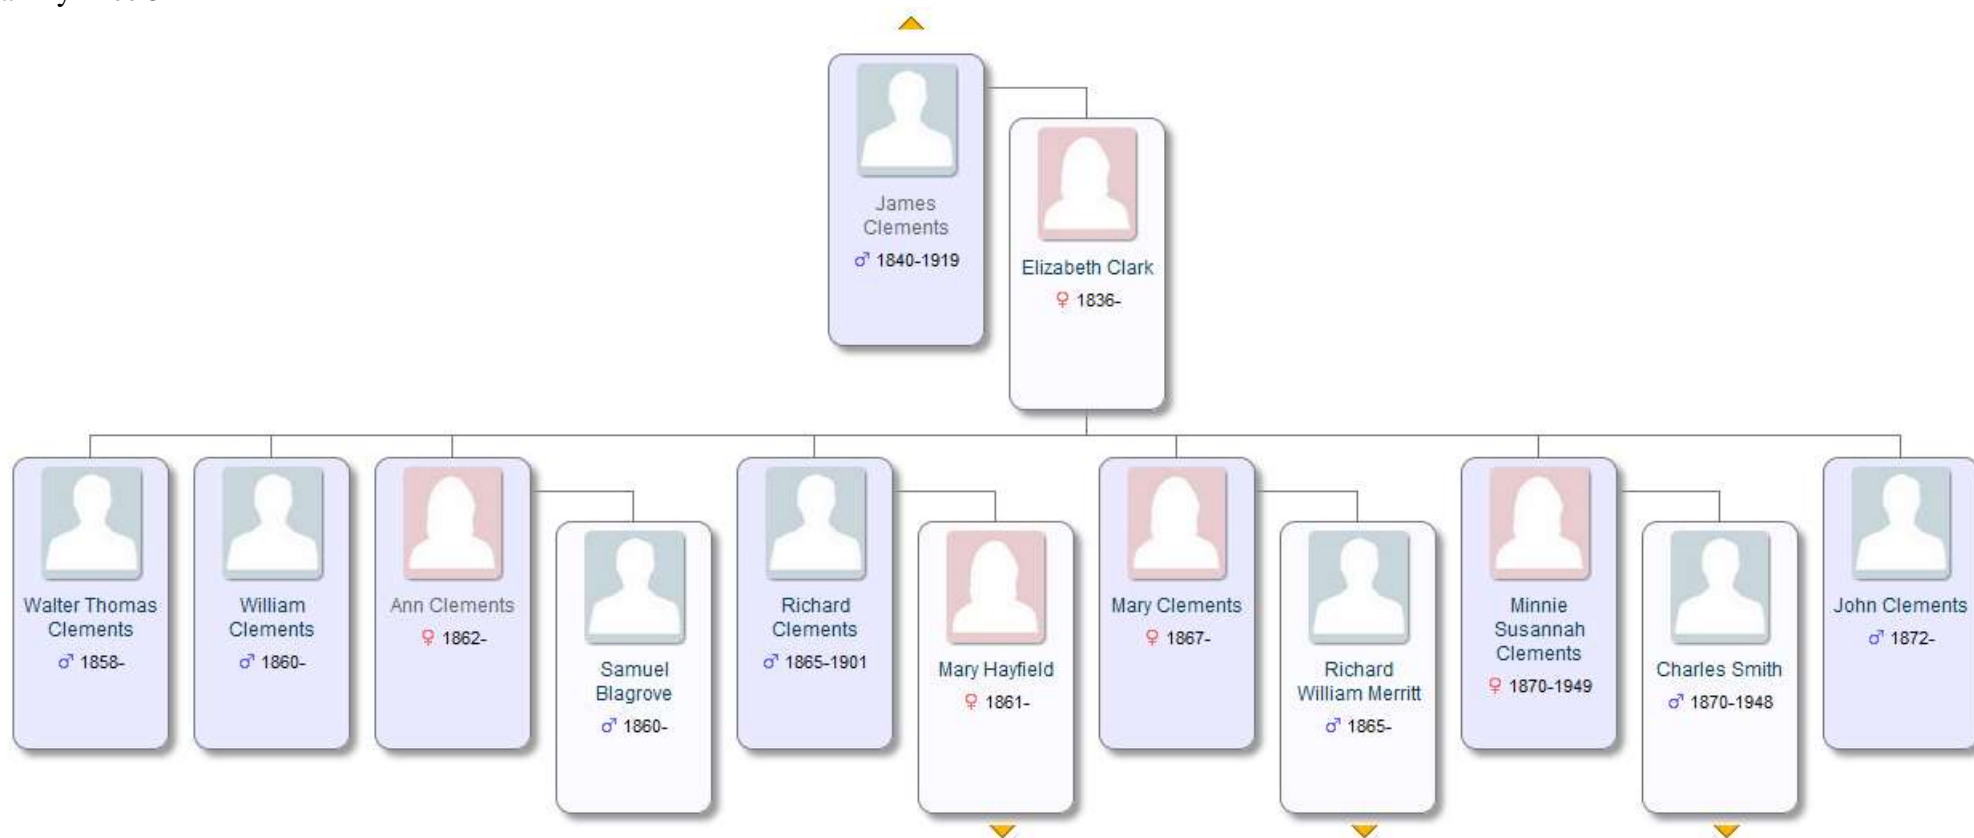 James
Clements
♂ 1840-1919
Elizabeth Clark
♀ 1836-
Walter Thomas
Clements
♂ 1858-
William
Clements
♂ 1860-
Ann Clements
♀ 1862-
Samuel
Blagrove
♂ 1860-
Richard
Clements
♂ 1865-1901
Mary Hayfield
♀ 1861-
Mary Clements
♀ 1867-
Richard
William Merritt
♂ 1865-
Minnie
Susannah
Clements
♀ 1870-1949
Charles Smith
♂ 1870-1948
John Clements
♂ 1872-